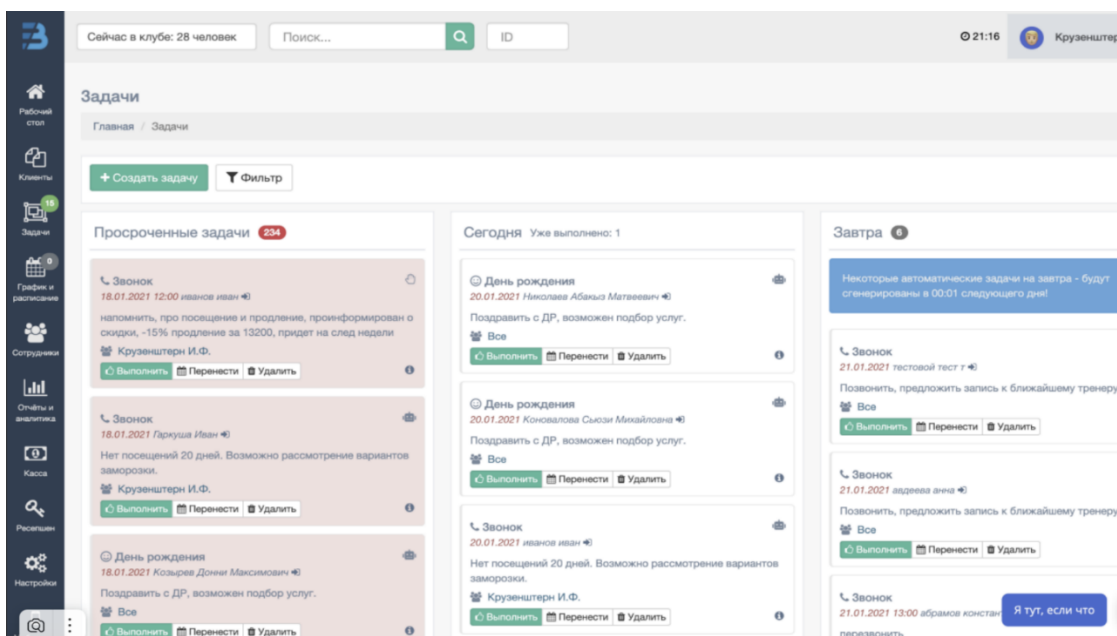 Сейчас в клубе: 28 человек
Поиск...
ID
21:16
Крузенштер
Рабочий
стол
Клиенты
15
Задачи
0
График и
расписание
Сотрудники
Отчёты и
аналитика
Касса
Ресепшен
Настройки
Задачи
Главная / Задачи
+ Создать задачу
Фильтр
Просроченные задачи 234
Звонок
18.01.2021 12:00 иванов иван
напомнить, про посещение и продление, проинформирован о
скидки, -15% продление за 13200, придет на след недели
Крузенштерн И.Ф.
Выполнить Перенести Удалить
Звонок
18.01.2021 Гаркуша Иван
Нет посещений 20 дней. Возможно рассмотрение вариантов
заморозки.
Крузенштерн И.Ф.
Выполнить Перенести Удалить
День рождения
18.01.2021 Козырев Донни Максимович
Поздравить с ДР, возможен подбор услуг.
Все
Выполнить Перенести Удалить
Сегодня Уже выполнено: 1
День рождения
20.01.2021 Николаев Абакыз Матвеевич
Поздравить с ДР, возможен подбор услуг.
Все
Выполнить Перенести Удалить
День рождения
20.01.2021 Коновалова Сьюзи Михайловна
Поздравить с ДР, возможен подбор услуг.
Все
Выполнить Перенести Удалить
Звонок
20.01.2021 иванов иван
Нет посещений 20 дней. Возможно рассмотрение вариантов
заморозки.
Крузенштерн И.Ф.
Выполнить Перенести Удалить
Завтра 6
Некоторые автоматические задачи на завтра - будут
сгенерированы в 00:01 следующего дня!
Звонок
21.01.2021 тестовой тест т
Позвонить, предложить запись к ближайшему тренеру
Все
Выполнить Перенести Удалить
Звонок
21.01.2021 авдеева анна
Позвонить, предложить запись к ближайшему тренеру
Все
Выполнить Перенести Удалить
Звонок
21.01.2021 13:00 абрамов констан
перезвонить
Я тут, если что